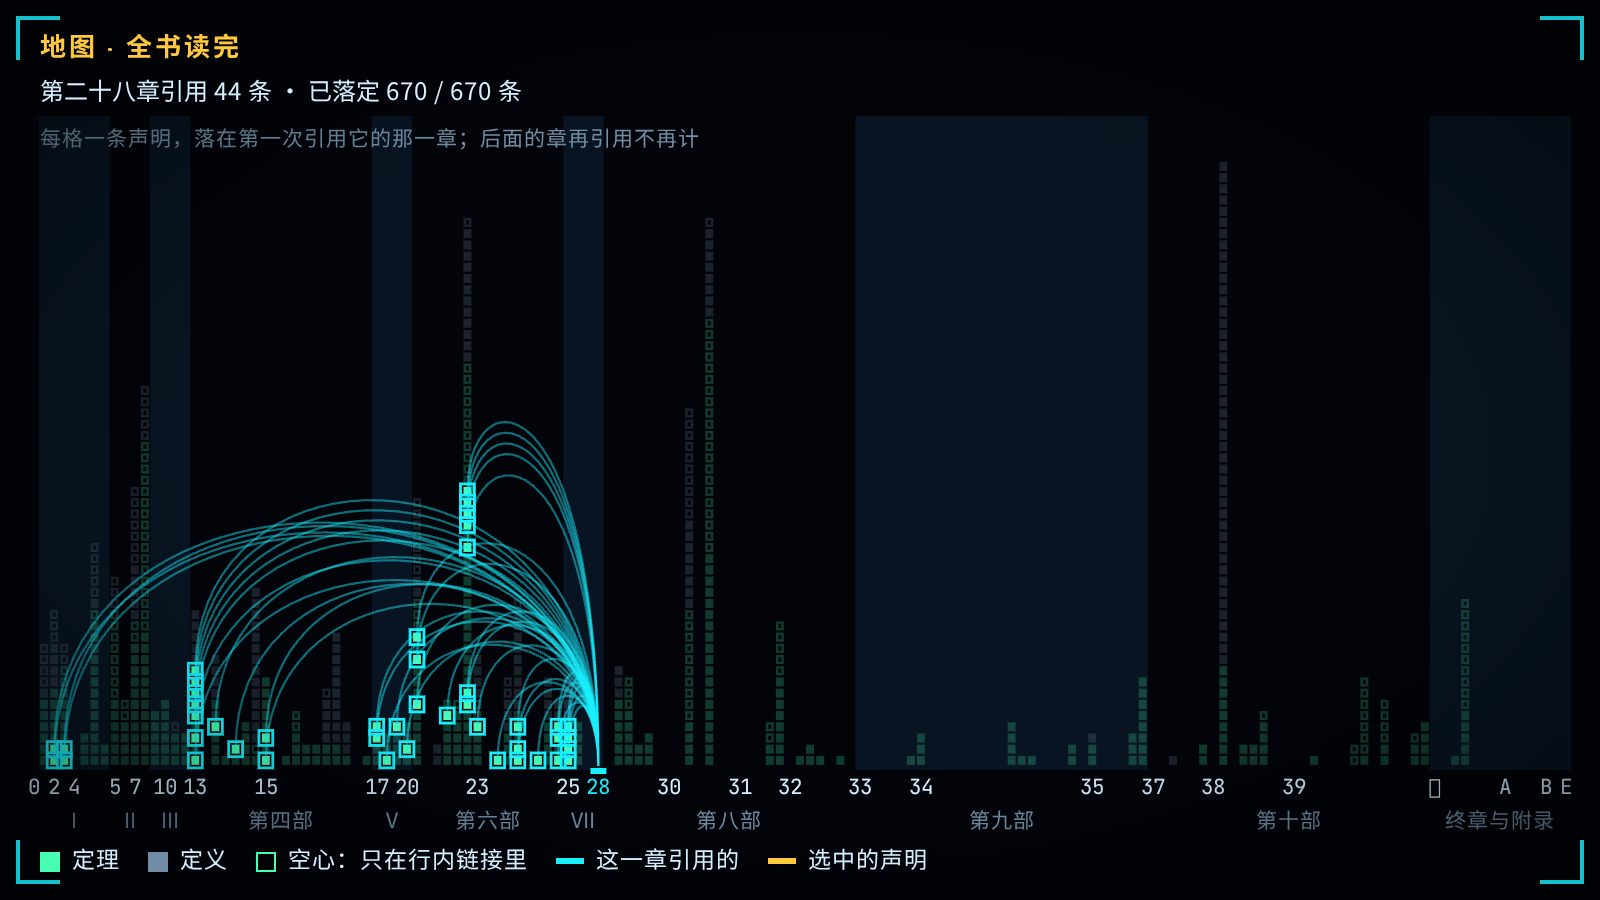 地图 · 全书读完
第二十八章引用 44 条 · 已落定 670 / 670 条
每格一条声明，落在第一次引用它的那一章；后面的章再引用不再计
0 2 4 5 7 10 13 15 17 20 23 25 28 30 31 32 33 34 35 37 38 39 A B E
I II III 第四部 V 第六部 VII 第八部 第九部 第十部 终章与附录
定理 定义 空心：只在行内链接里 这一章引用的 选中的声明